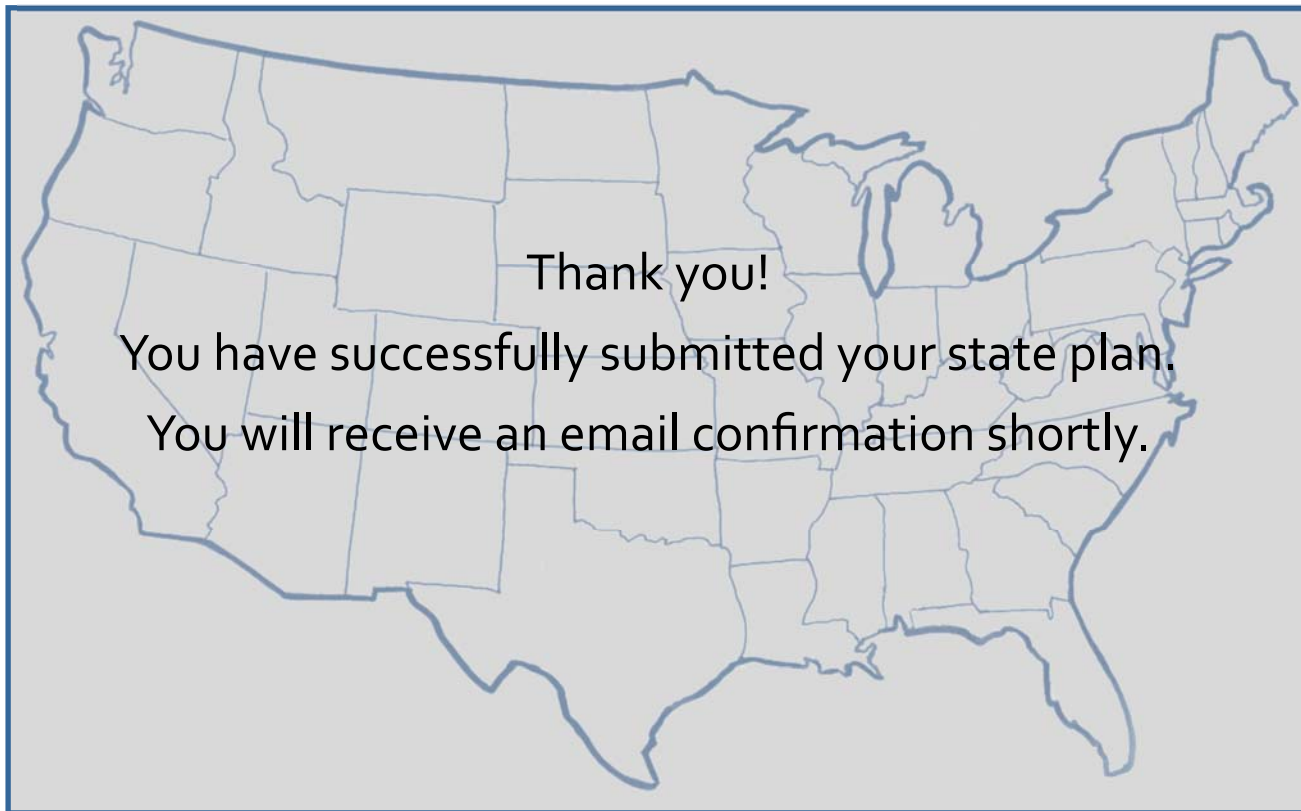 Thank you!
You have successfully submitted your state plan.
You will receive an email confirmation shortly.